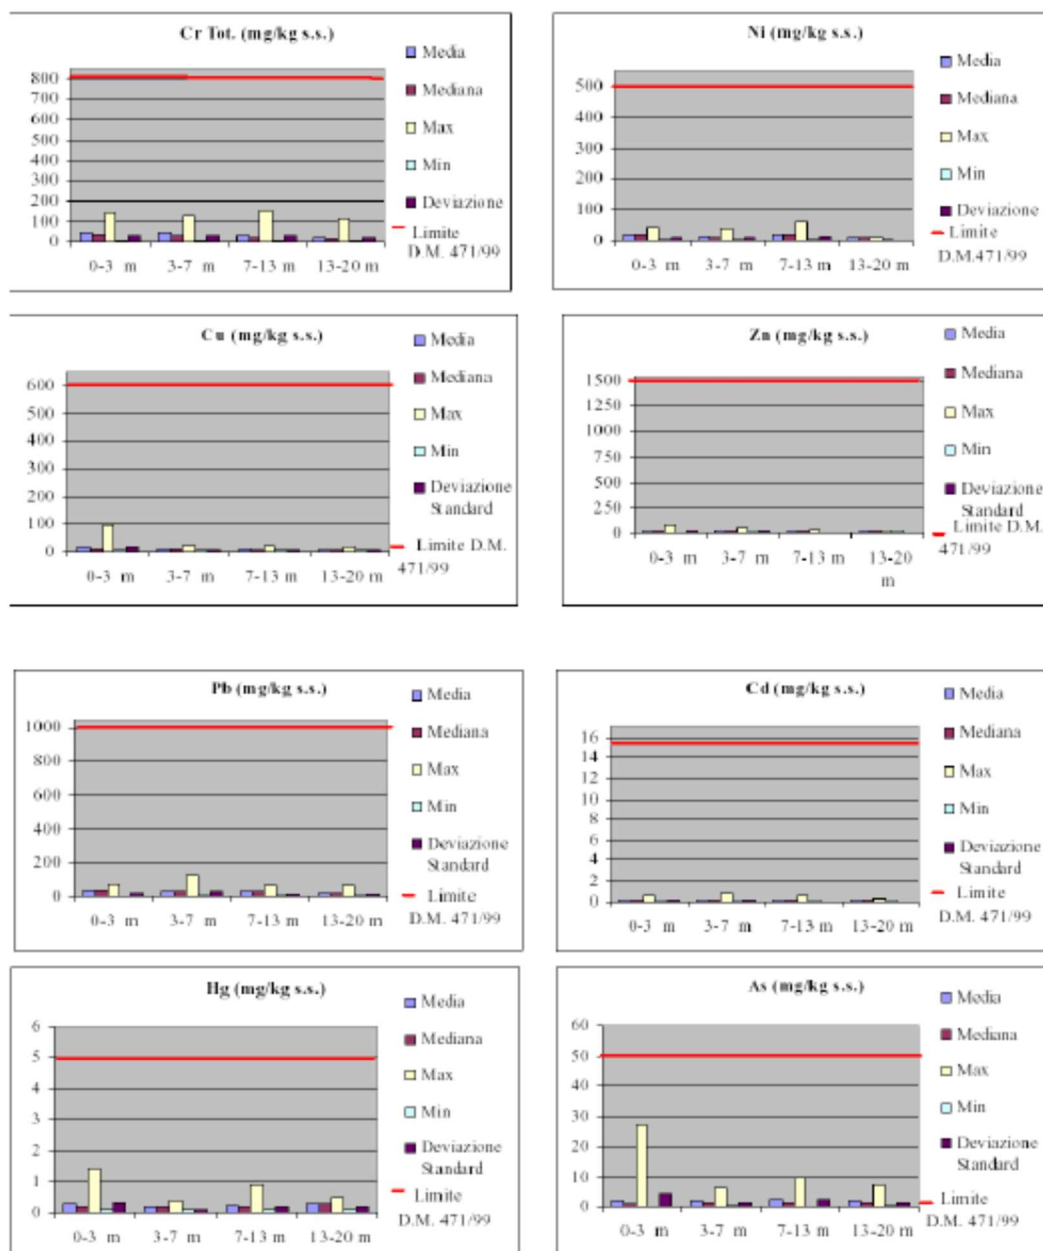 Cr Tot. (mg/kg s.s.)
800
700
600
500
400
300
200
100
0
0-3 m 3-7 m 7-13 m 13-20 m
Media
Mediana
Max
Min
Deviazione
Limite
D.M. 471/99
Ni (mg/kg s.s.)
500
400
300
200
100
0
0-3 m 3-7 m 7-13 m 13-20 m
Media
Mediana
Max
Min
Deviazione
Limite
D.M.471/99
Cu (mg/kg s.s.)
600
500
400
300
200
100
0
0-3 m 3-7 m 7-13 m 13-20 m
Media
Mediana
Max
Min
Deviazione
Standard
Limite D.M.
471/99
Zn (mg/kg s.s.)
1500
1250
1000
750
500
250
0
0-3 m 3-7 m 7-13 m 13-20
m
Media
Mediana
Max
Min
Deviazione
Standard
Limite D.M.
471/99
Pb (mg/kg s.s.)
1000
800
600
400
200
0
0-3 m 3-7 m 7-13 m 13-20 m
Media
Mediana
Max
Min
Deviazione
Standard
Limite
D.M. 471/99
Cd (mg/kg s.s.)
16
14
12
10
8
6
4
2
0
0-3 m 3-7 m 7-13 m 13-20 m
Media
Mediana
Max
Min
Deviazione
Standard
Limite
D.M. 471/99
Hg (mg/kg s.s.)
6
5
4
3
2
1
0
0-3 m 3-7 m 7-13 m 13-20 m
Media
Mediana
Max
Min
Deviazione
Standard
Limite
D.M. 471/99
As (mg/kg s.s.)
60
50
40
30
20
10
0
0-3 m 3-7 m 7-13 m 13-20 m
Media
Mediana
Max
Min
Deviazione
Standard
Limite
D.M. 471/99